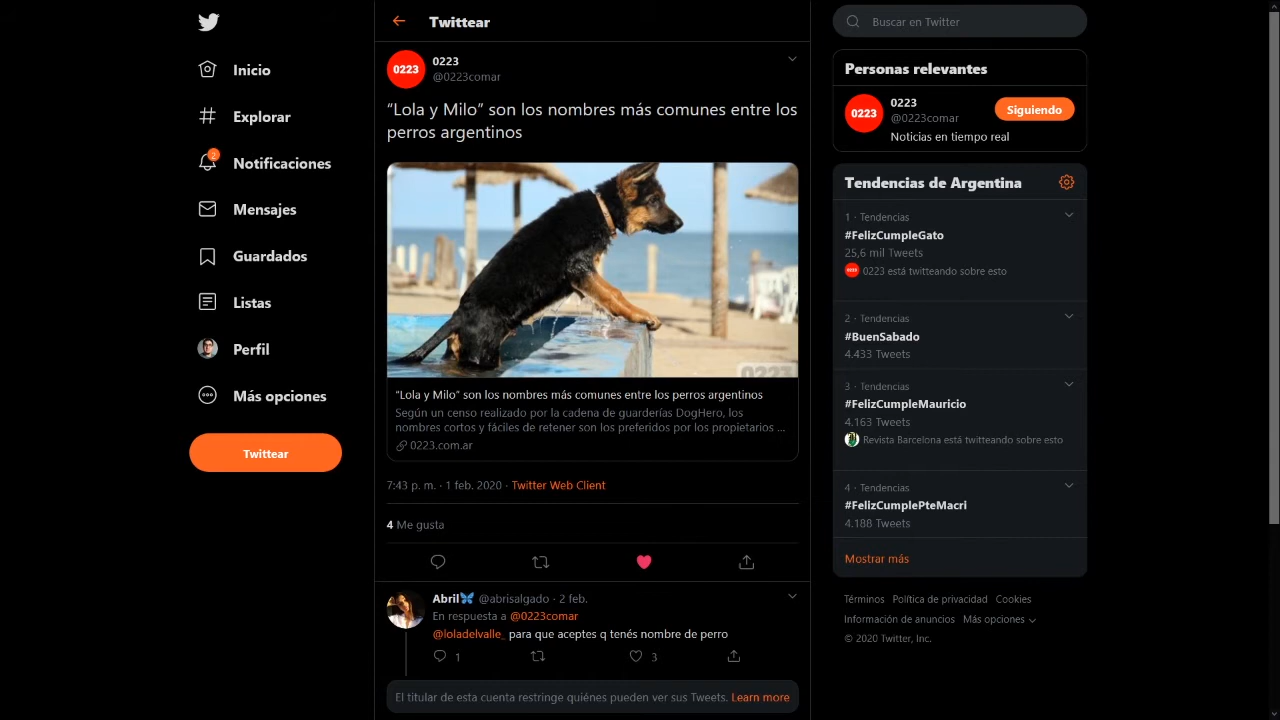 Inicio
Explorar
2
Notificaciones
Mensajes
Guardados
Listas
Perfil
Más opciones
Twittear
Twittear
0223
0223
@0223comar
“Lola y Milo” son los nombres más comunes entre los
perros argentinos
0223
“Lola y Milo” son los nombres más comunes entre los perros argentinos
Según un censo realizado por la cadena de guarderías DogHero, los
nombres cortos y fáciles de retener son los preferidos por los propietarios ...
0223.com.ar
7:43 p. m. · 1 feb. 2020 · Twitter Web Client
4 Me gusta
Abril @abrisalgado · 2 feb.
En respuesta a @0223comar
@loladelvalle_ para que aceptes q tenés nombre de perro
1
3
El titular de esta cuenta restringe quiénes pueden ver sus Tweets. Learn more
Buscar en Twitter
Personas relevantes
0223
0223
@0223comar
Siguiendo
Noticias en tiempo real
Tendencias de Argentina
1 · Tendencias
#FelizCumpleGato
25,6 mil Tweets
0223 está twitteando sobre esto
2 · Tendencias
#BuenSabado
4.433 Tweets
3 · Tendencias
#FelizCumpleMauricio
4.163 Tweets
Revista Barcelona está twitteando sobre esto
4 · Tendencias
#FelizCumplePteMacri
4.188 Tweets
Mostrar más
Términos Política de privacidad Cookies
Información de anuncios Más opciones
© 2020 Twitter, Inc.